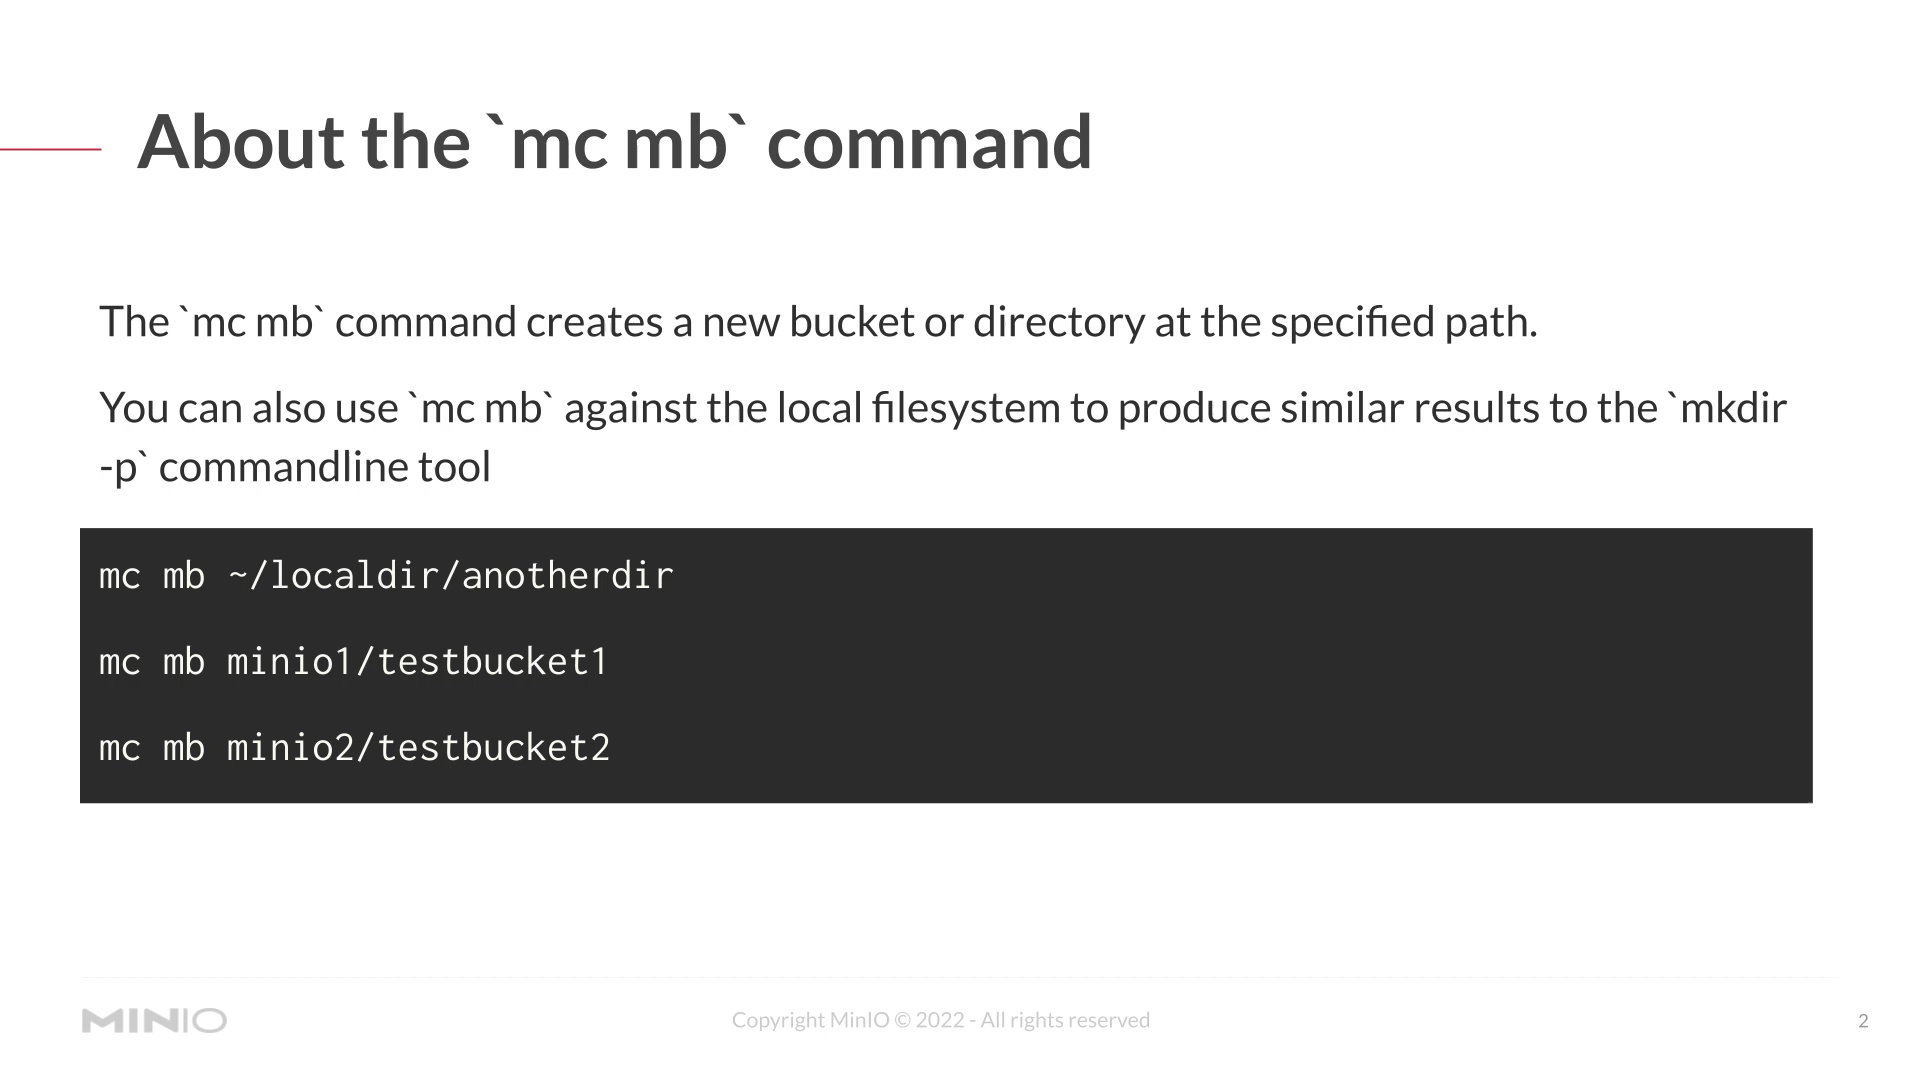 About the `mc mb` command
The `mc mb` command creates a new bucket or directory at the specified path.
You can also use `mc mb` against the local filesystem to produce similar results to the `mkdir
-p` commandline tool
mc mb ~/localdir/anotherdir
mc mb minio1/testbucket1
mc mb minio2/testbucket2
MINIO
Copyright MinIO © 2022 - All rights reserved
2